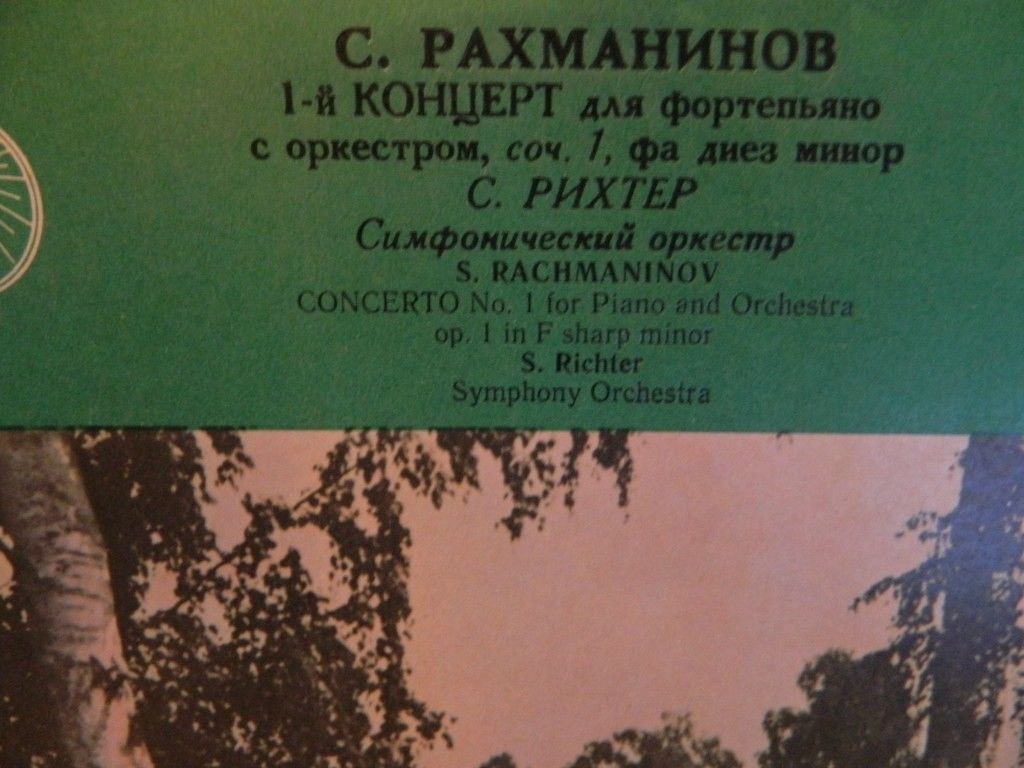 С. РАХМАНИНОВ
1-й КОНЦЕРТ для фортепьяно
с оркестром, соч. 1, фа диез минор
С. РИХТЕР
Симфонический оркестр
S. RACHMANINOV
CONCERTO No. 1 for Piano and Orchestra
op. 1 in F sharp minor
S. Richter
Symphony Orchestra